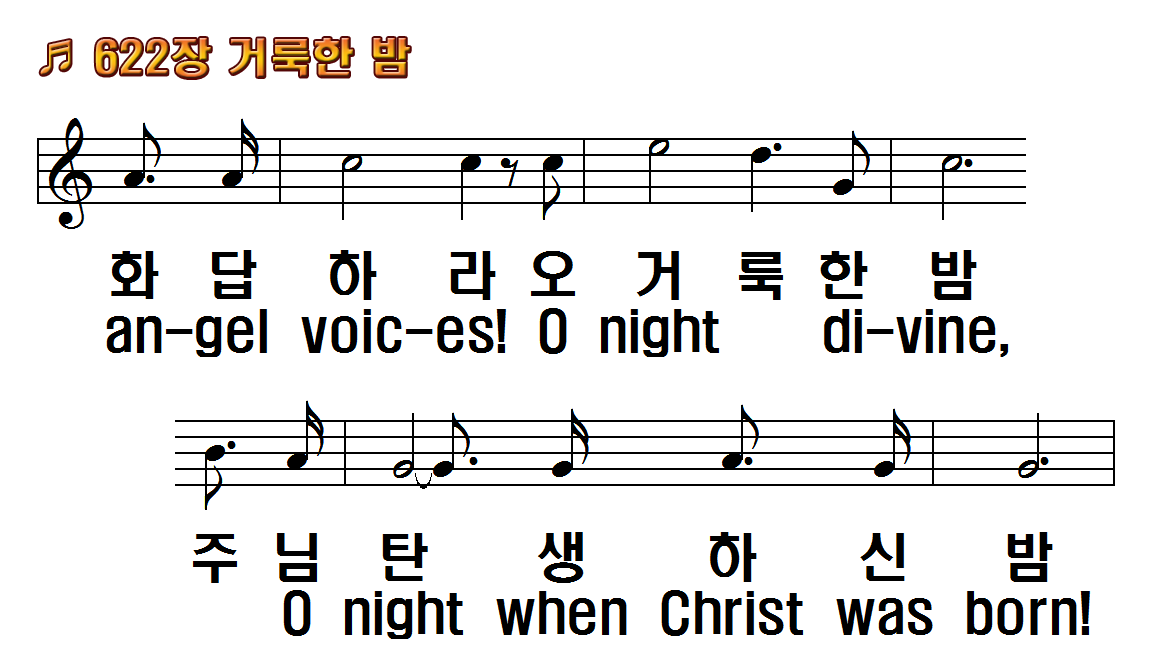 ♬ 622장 거룩한 밤
화 답 하 라 오 거 룩 한 밤
an-gel voic-es! O night di-vine,
주 님 탄 생 하 신 밤
O night when Christ was born!